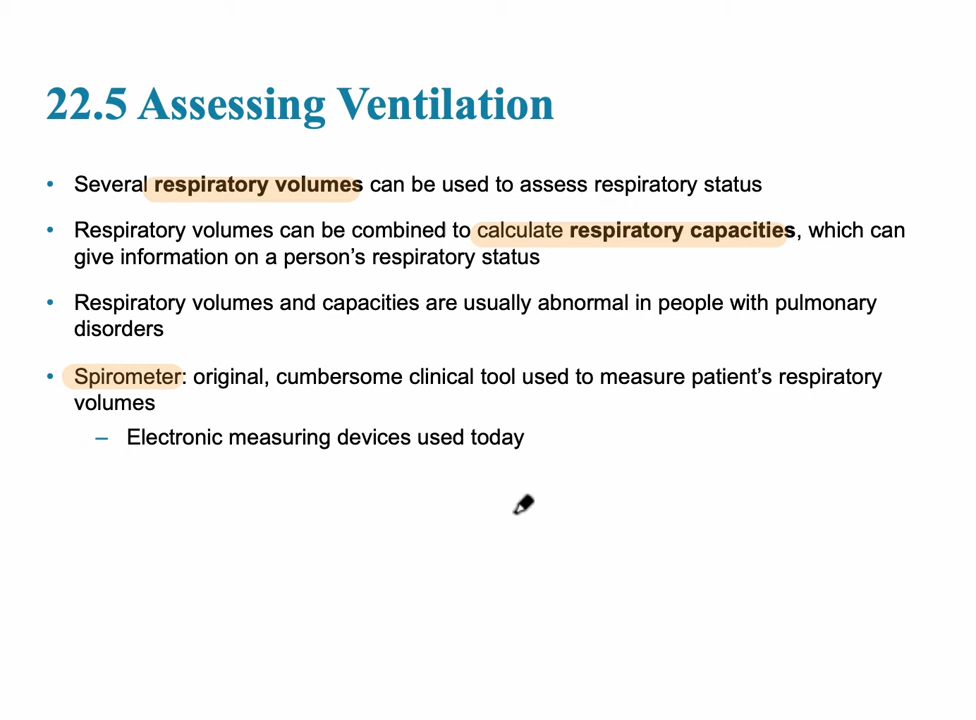 22.5 Assessing Ventilation
• Several respiratory volumes can be used to assess respiratory status
• Respiratory volumes can be combined to calculate respiratory capacities, which can
give information on a person’s respiratory status
• Respiratory volumes and capacities are usually abnormal in people with pulmonary
disorders
• Spirometer: original, cumbersome clinical tool used to measure patient’s respiratory
volumes
– Electronic measuring devices used today